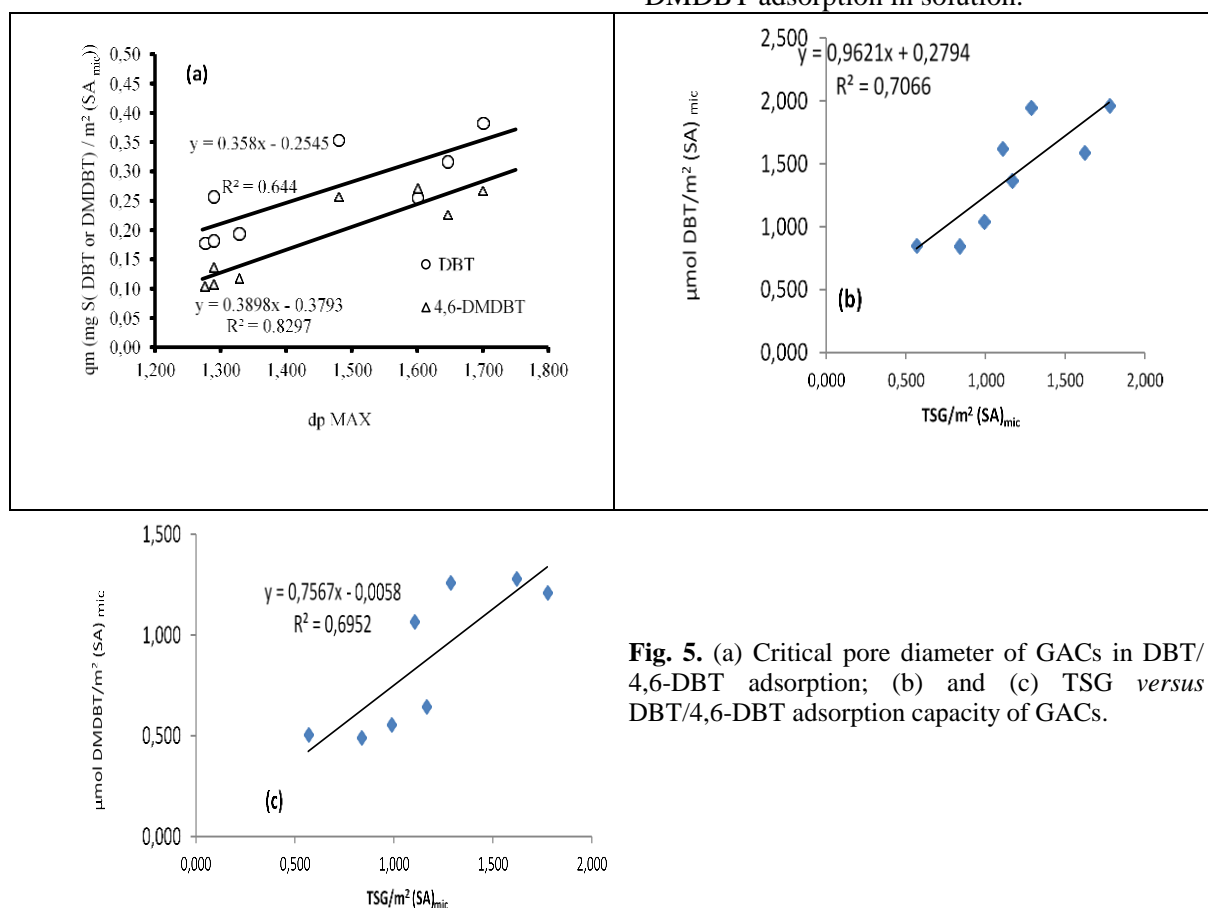 DMDBT adsorption in solution.
qm (mg S( DBT or DMDBT) / m² (SA mic))
0,50
0,45
0,40
0,35
0,30
0,25
0,20
0,15
0,10
0,05
0,00
(a)
y = 0.358x - 0.2545
R² = 0.644
DBT
4,6-DMDBT
y = 0.3898x - 0.3793
R² = 0.8297
1,200 1,300 1,400 1,500 1,600 1,700 1,800
dp MAX
µmol DBT/m² (SA) mic
2,500
2,000
1,500
1,000
0,500
0,000
y = 0,9621x + 0,2794
R² = 0,7066
(b)
0,000 0,500 1,000 1,500 2,000
TSG/m² (SA)mic
µmol DMDBT/m² (SA) mic
1,500
1,000
0,500
0,000
y = 0,7567x - 0,0058
R² = 0,6952
(c)
0,000 0,500 1,000 1,500 2,000
TSG/m² (SA)mic
Fig. 5. (a) Critical pore diameter of GACs in DBT/
4,6-DBT adsorption; (b) and (c) TSG versus
DBT/4,6-DBT adsorption capacity of GACs.